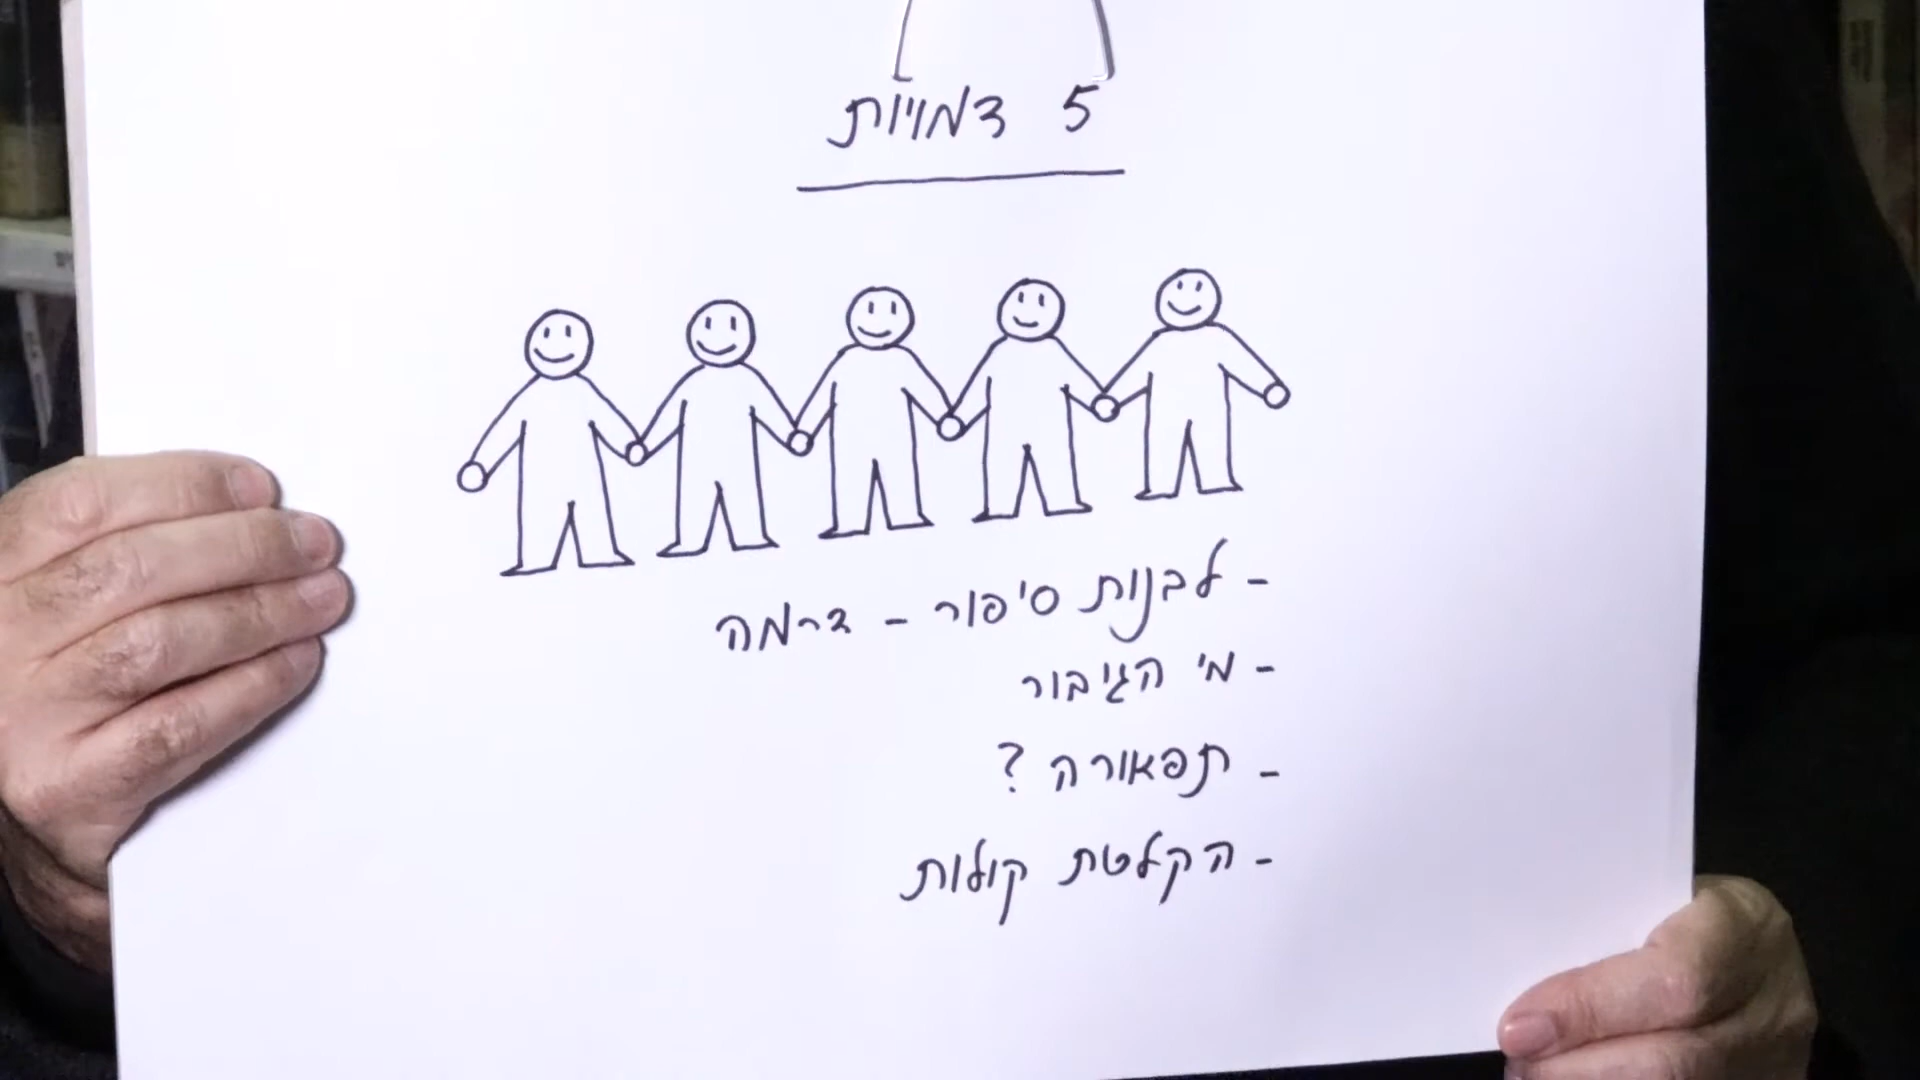 5 דמויות
- לבנות סיפור - דרמה
- מי הגיבור
- תפאורה ?
- הקלטת קולות